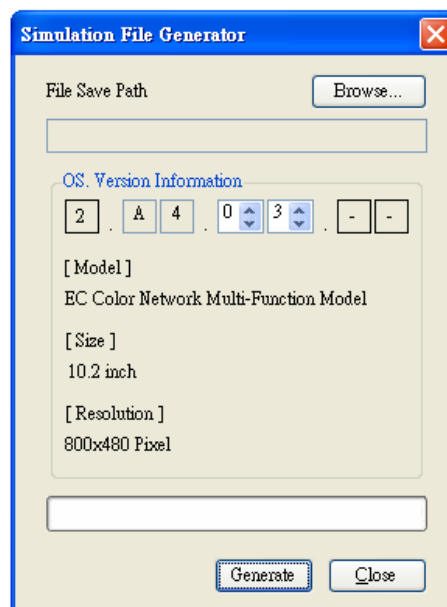 Simulation File Generator
File Save Path
Browse...
OS. Version Information
2 . A 4 . 0 3 . - -
[ Model ]
EC Color Network Multi-Function Model
[ Size ]
10.2 inch
[ Resolution ]
800x480 Pixel
Generate
Close